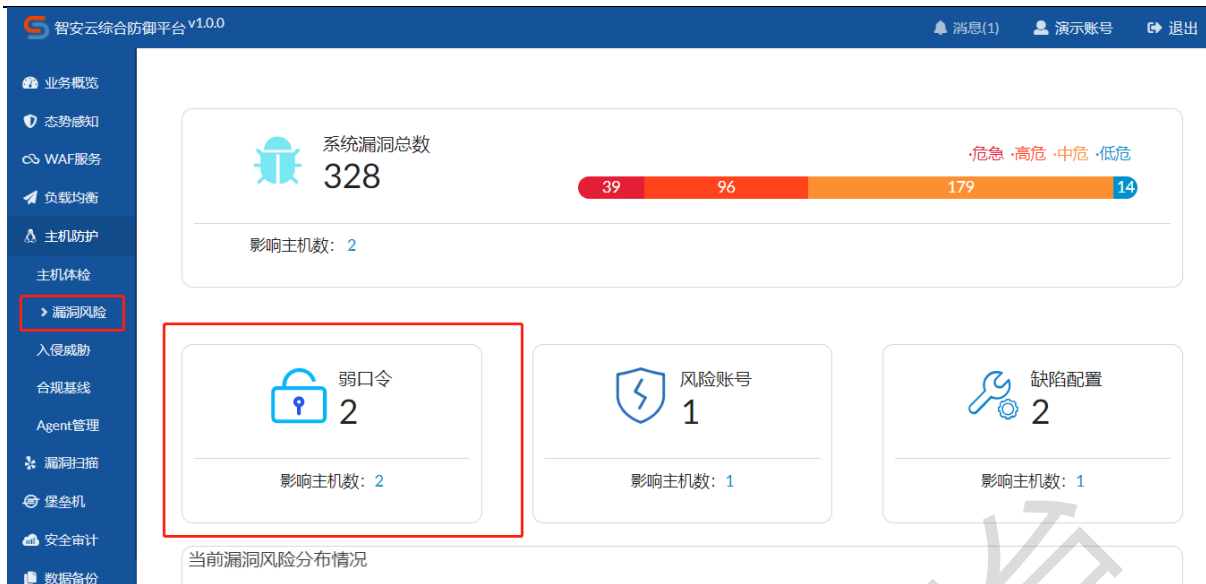 智安云综合防御平台 v1.0.0
消息(1) 演示账号 退出
业务概览
态势感知
WAF服务
负载均衡
主机防护
主机体检
漏洞风险
入侵威胁
合规基线
Agent管理
漏洞扫描
堡垒机
安全审计
数据备份
系统漏洞总数
328
·危急 ·高危 ·中危 ·低危
39 96 179 14
影响主机数： 2
弱口令
2
影响主机数： 2
风险账号
1
影响主机数： 1
缺陷配置
2
影响主机数： 1
当前漏洞风险分布情况